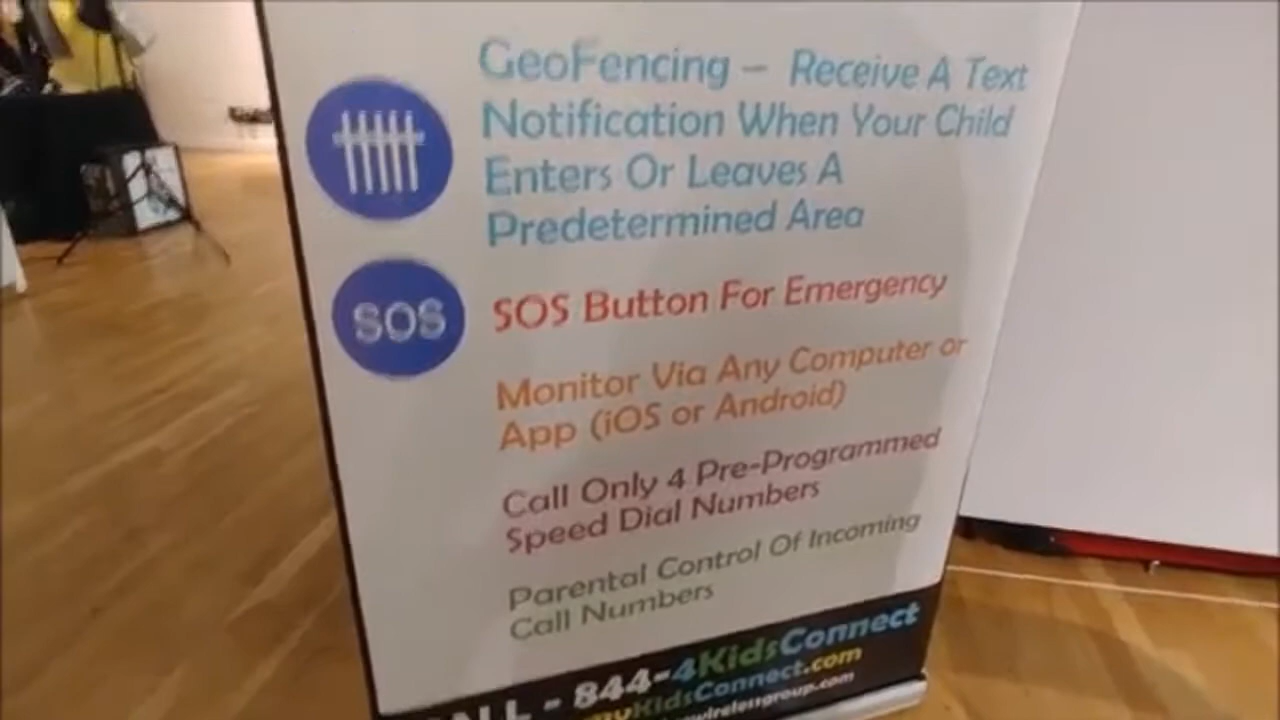 GeoFencing – Receive A Text
Notification When Your Child
Enters Or Leaves A
Predetermined Area
SOS
SOS Button For Emergency
Monitor Via Any Computer or
App (iOS or Android)
Call Only 4 Pre-Programmed
Speed Dial Numbers
Parental Control Of Incoming
Call Numbers
- 844-4KidsConnect
myKidsConnect.com